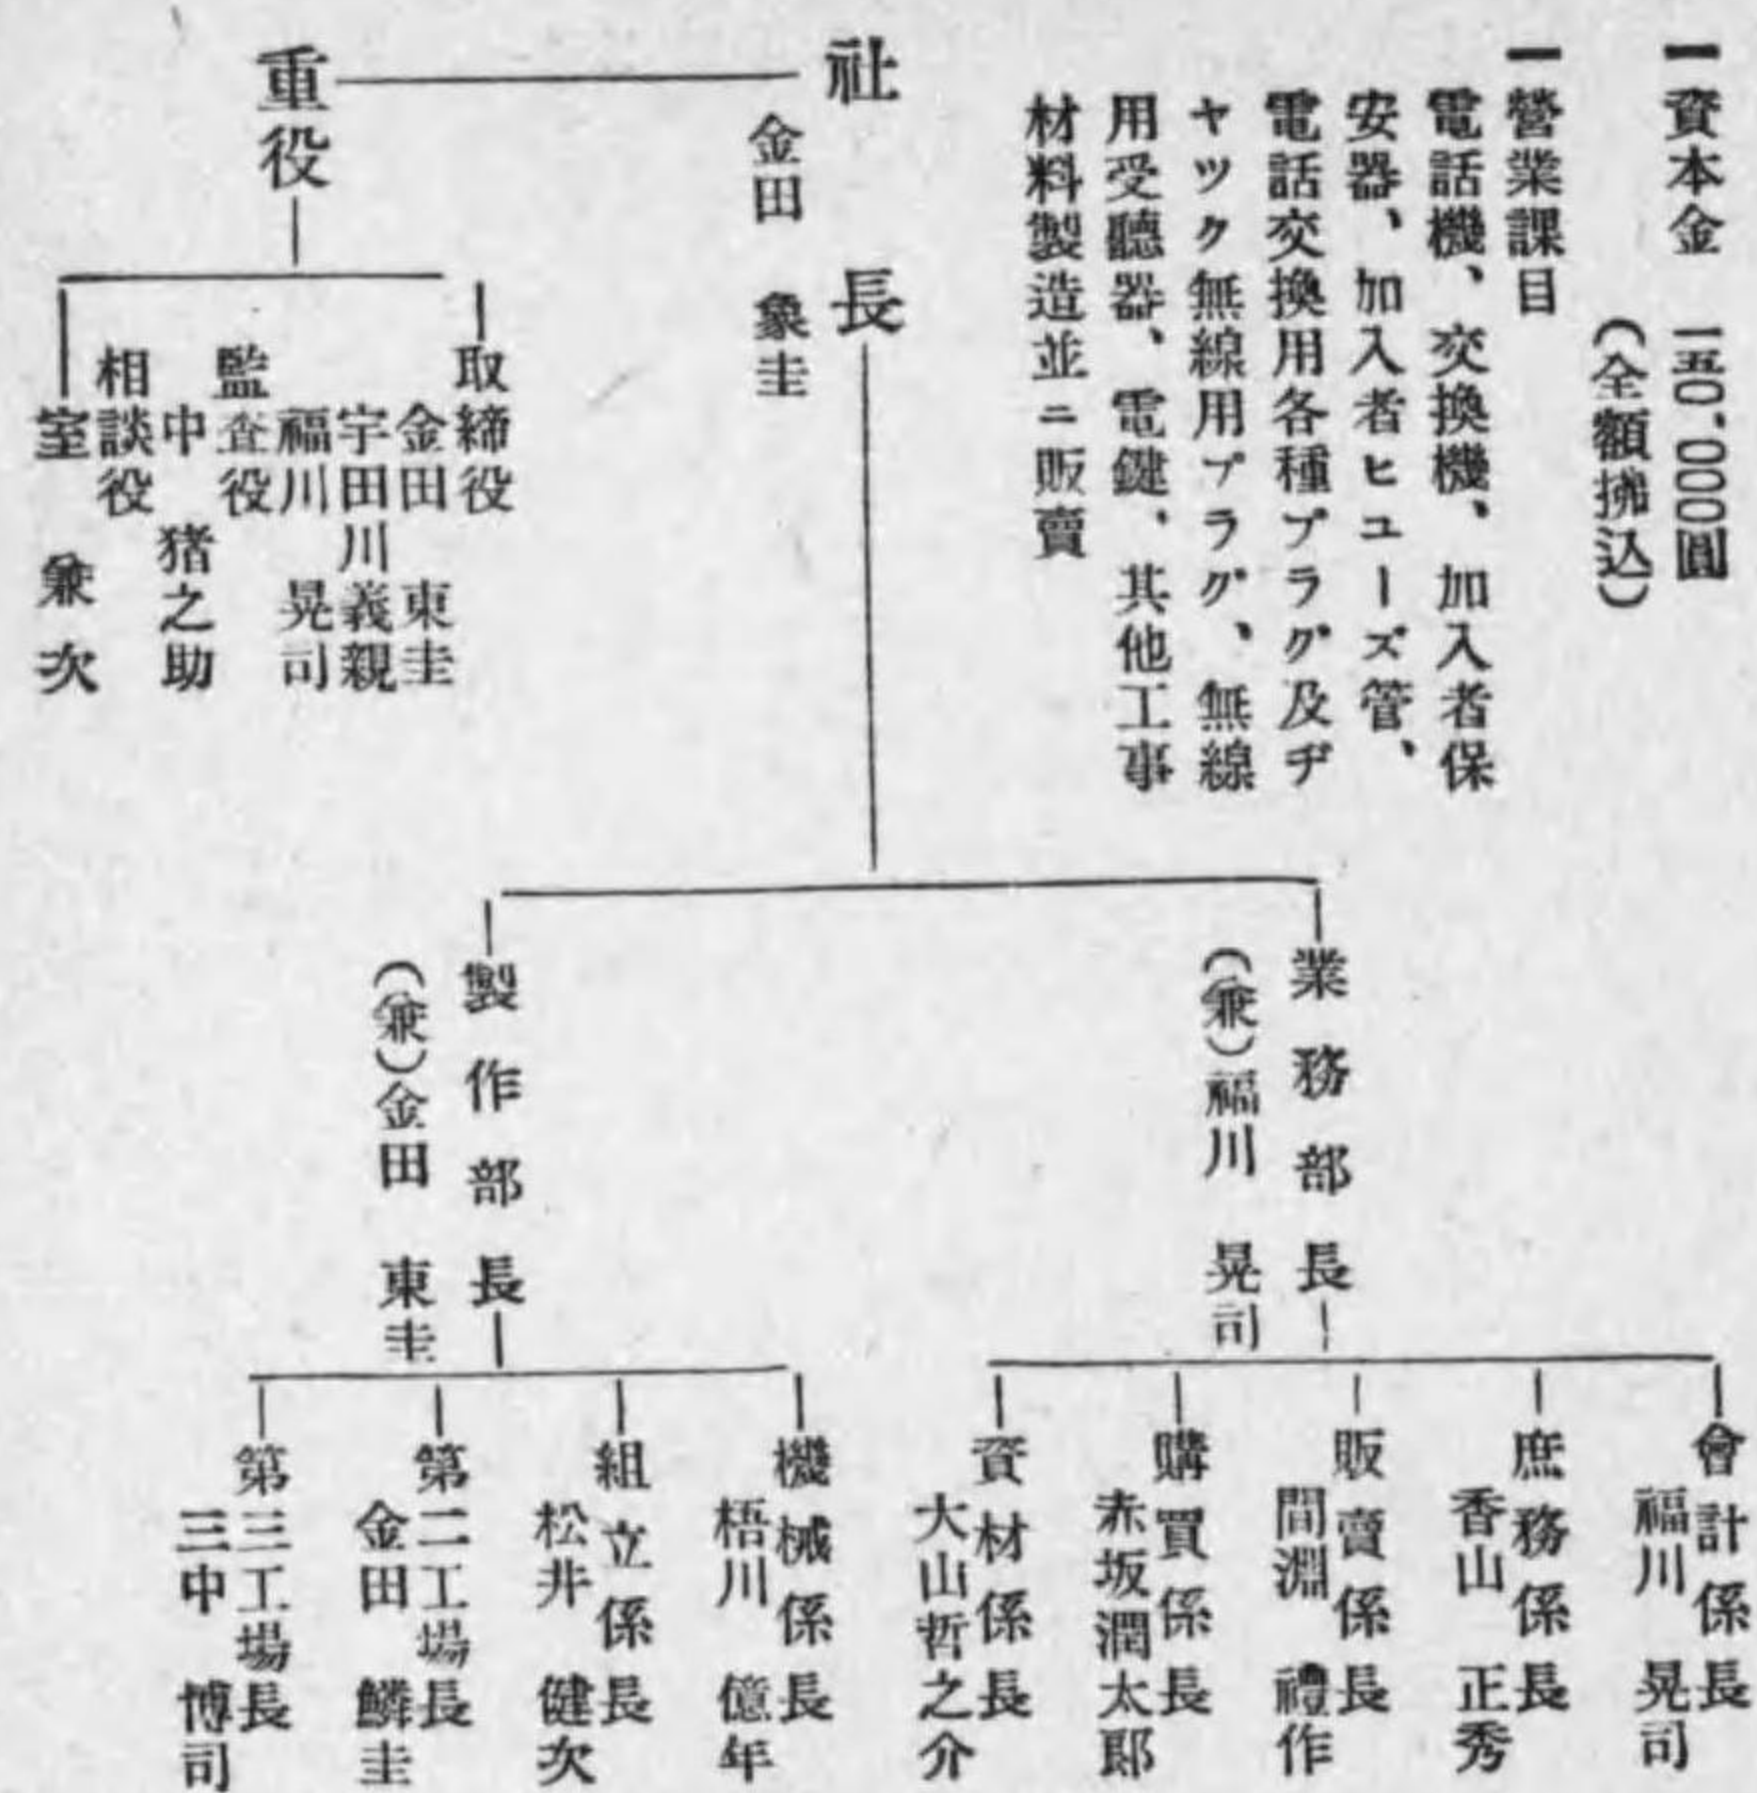 一資本金 一五〇、〇〇〇圓
(全額拂込)
一營業課目
電話機、交換機、加入者保
安器、加入者ヒユーズ管、
電話交換用各種プラグ及ヂ
ヤツク無線用プラグ、無線
用受聽器、電鍵、其他工事
材料製造並ニ販賣
社長
金田 象圭
重役
取締役
金田 東圭
宇田川義親
福川 晃司
監査役
中 猪之助
相談役
室 兼次
業務部長
(兼)福川 晃司
會計係長
福川 晃司
庶務係長
香山 正秀
販賣係長
間淵 禮作
購買係長
赤坂潤太郎
資材係長
大山哲之介
製作部長
(兼)金田 東圭
機械係長
梧川 億年
組立係長
松井 健次
第二工場長
金田 鱗圭
第三工場長
三中 博司